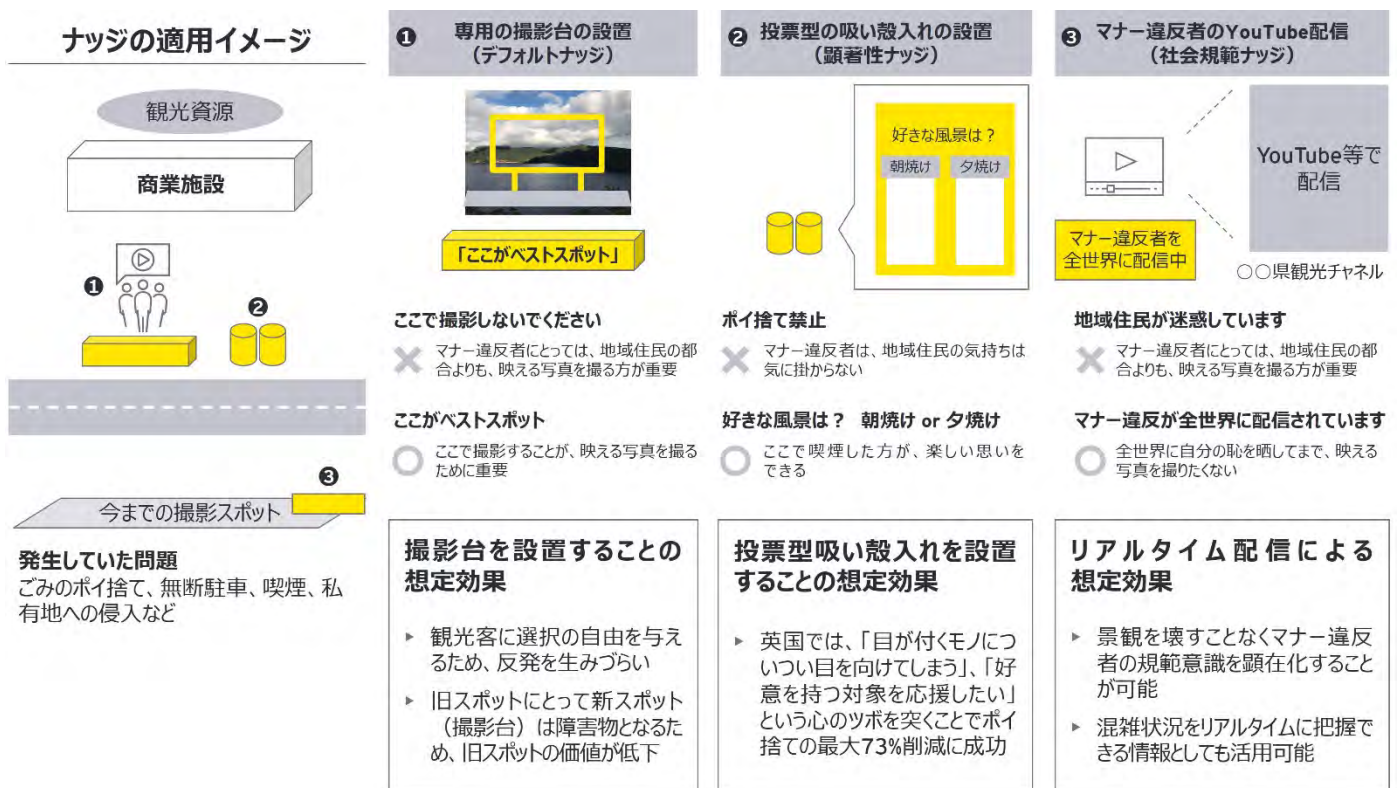 ナッジの適用イメージ
観光資源
商業施設
❶
❷
❸
今までの撮影スポット
発生していた問題
ごみのポイ捨て、無断駐車、喫煙、私
有地への侵入など
❶ 専用の撮影台の設置
（デフォルトナッジ）
「ここがベストスポット」
ここで撮影しないでください
マナー違反者にとっては、地域住民の都
合よりも、映える写真を撮る方が重要
ここがベストスポット
ここで撮影することが、映える写真を撮る
ために重要
撮影台を設置することの
想定効果
▸ 観光客に選択の自由を与え
るため、反発を生みづらい
▸ 旧スポットにとって新スポット
（撮影台）は障害物となるた
め、旧スポットの価値が低下
❷ 投票型の吸い殻入れの設置
（顕著性ナッジ）
好きな風景は？
朝焼け 夕焼け
ポイ捨て禁止
マナー違反者は、地域住民の気持ちは
気に掛からない
好きな風景は？ 朝焼け or 夕焼け
ここで喫煙した方が、楽しい思いを
できる
投票型吸い殻入れを設置
することの想定効果
▸ 英国では、「目が付くモノにつ
いつい目を向けてしまう」、「好
意を持つ対象を応援したい」
という心のツボを突くことでポイ
捨ての最大73%削減に成功
❸ マナー違反者のYouTube配信
（社会規範ナッジ）
YouTube等で
配信
マナー違反者を
全世界に配信中
○○県観光チャネル
地域住民が迷惑しています
マナー違反者にとっては、地域住民の都
合よりも、映える写真を撮る方が重要
マナー違反が全世界に配信されています
全世界に自分の恥を晒してまで、映える
写真を撮りたくない
リアルタイム配信による
想定効果
▸ 景観を壊すことなくマナー違反
者の規範意識を顕在化すること
が可能
▸ 混雑状況をリアルタイムに把握で
きる情報としても活用可能